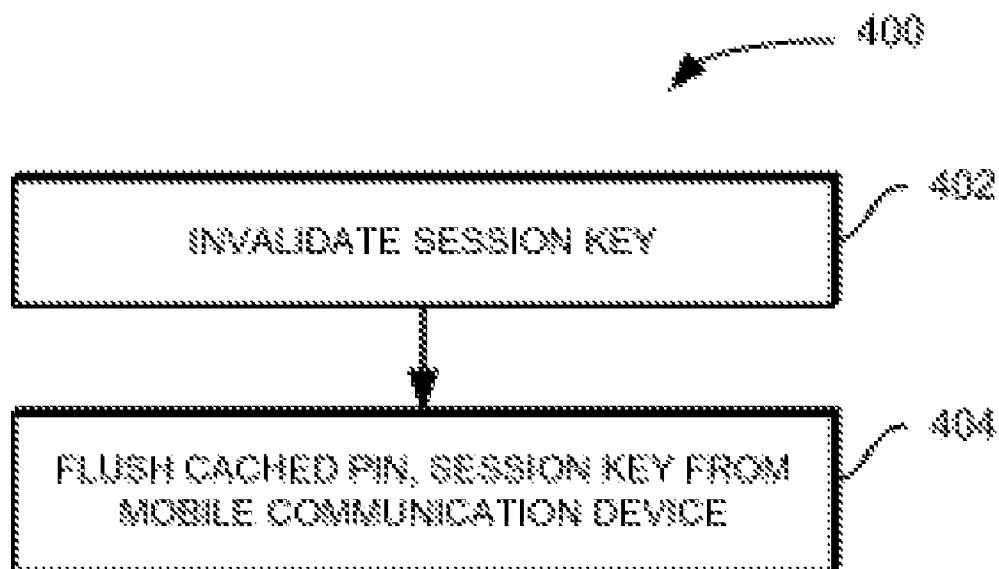 400
402
INVALIDATE SESSION KEY
404
FLUSH CACHED PIN, SESSION KEY FROM
MOBILE COMMUNICATION DEVICE